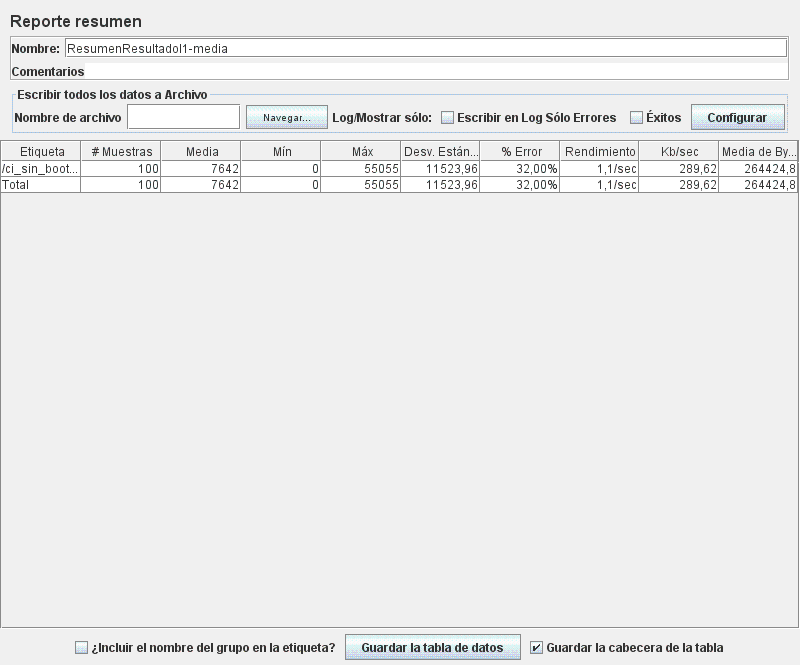 Reporte resumen
Nombre: ResumenResultadoI1-media
Comentarios
Escribir todos los datos a Archivo
Nombre de archivo Navegar... Log/Mostrar sólo: Escribir en Log Sólo Errores Éxitos Configurar
Etiqueta # Muestras Media Mín Máx Desv. Están... % Error Rendimiento Kb/sec Media de By...
/ci_sin_boot... 100 7642 0 55055 11523,96 32,00% 1,1/sec 289,62 264424,8
Total 100 7642 0 55055 11523,96 32,00% 1,1/sec 289,62 264424,8
¿Incluir el nombre del grupo en la etiqueta? Guardar la tabla de datos Guardar la cabecera de la tabla